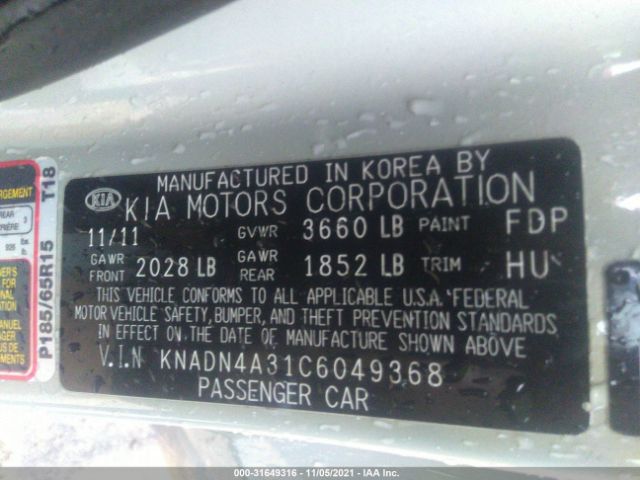 MANUFACTURED IN KOREA BY
KIA KIA MOTORS CORPORATION
11/11 GVWR 3660 LB PAINT FDP
GAWR FRONT 2028 LB GAWR REAR 1852 LB TRIM HU
THIS VEHICLE CONFORMS TO ALL APPLICABLE U.S.A. FEDERAL
MOTOR VEHICLE SAFETY, BUMPER, AND THEFT PREVENTION STANDARDS
IN EFFECT ON THE DATE OF MANUFACTURE SHOWN ABOVE
V.I.N KNADN4A31C6049368
PASSENGER CAR
T18
P185/65R15
000-31649316 - 11/05/2021 - IAA Inc.